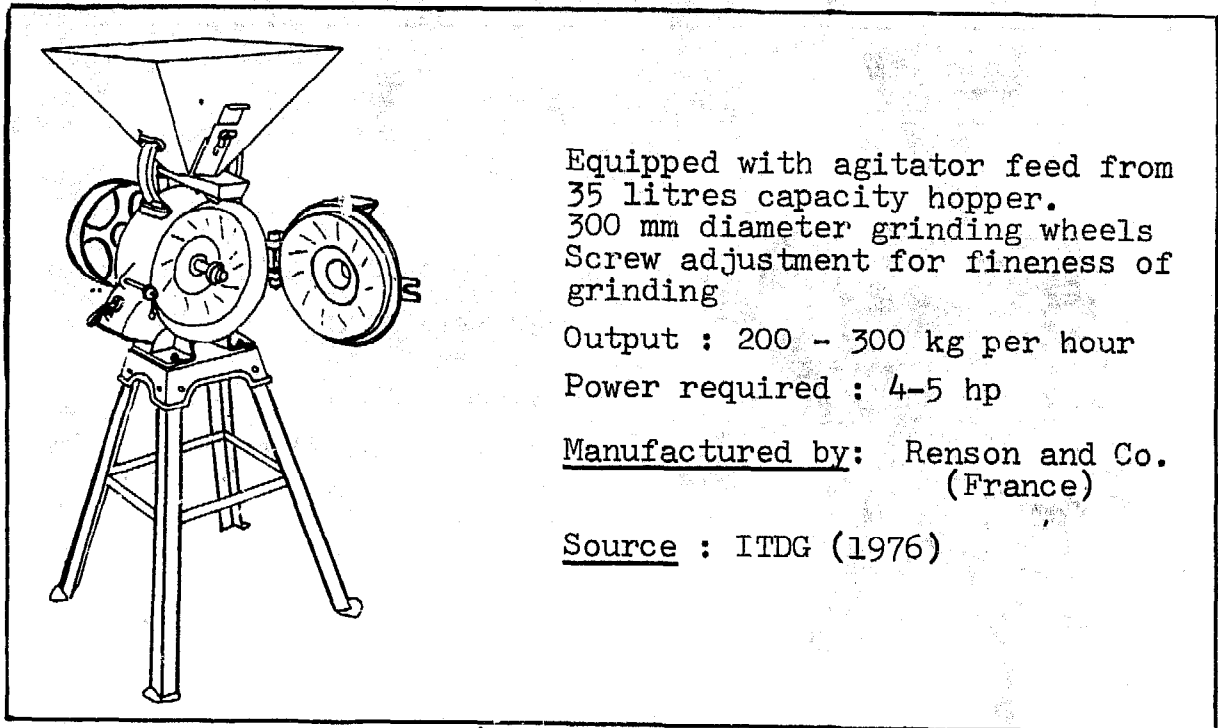 Equipped with agitator feed from
35 litres capacity hopper.
300 mm diameter grinding wheels
Screw adjustment for fineness of
grinding
Output : 200 - 300 kg per hour
Power required : 4-5 hp
Manufactured by: Renson and Co.
(France)
Source : ITDG (1976)